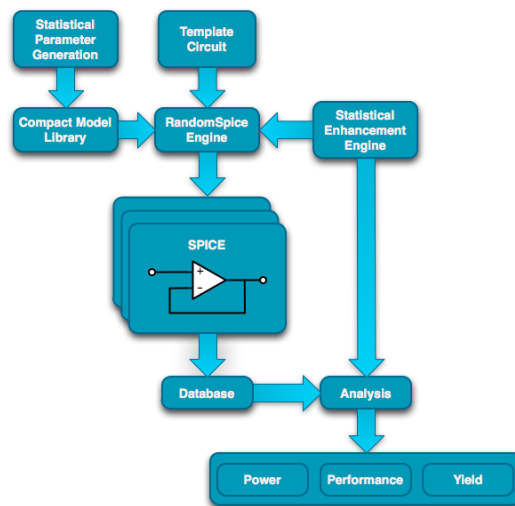 Statistical
Parameter
Generation
Template
Circuit
Compact Model
Library
RandomSpice
Engine
Statistical
Enhancement
Engine
SPICE
+
−
Database
Analysis
Power
Performance
Yield